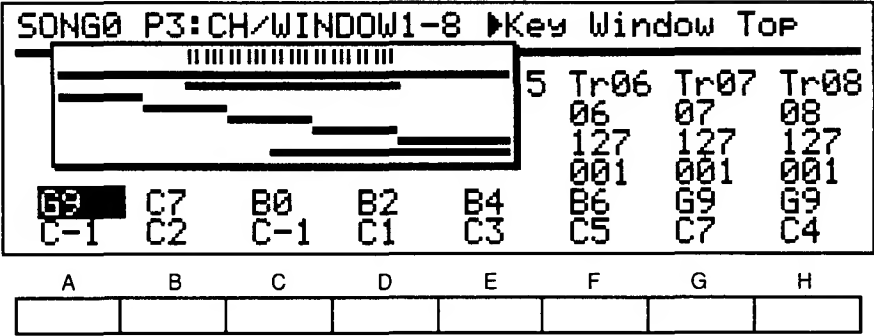 SONG0 P3:CH/WINDOW1-8 ▶Key Window Top
5 Tr06 Tr07 Tr08
06 07 08
127 127 127
001 001 001
G9 C7 B0 B2 B4 B6 G9 G9
C-1 C2 C-1 C1 C3 C5 C7 C4
A B C D E F G H